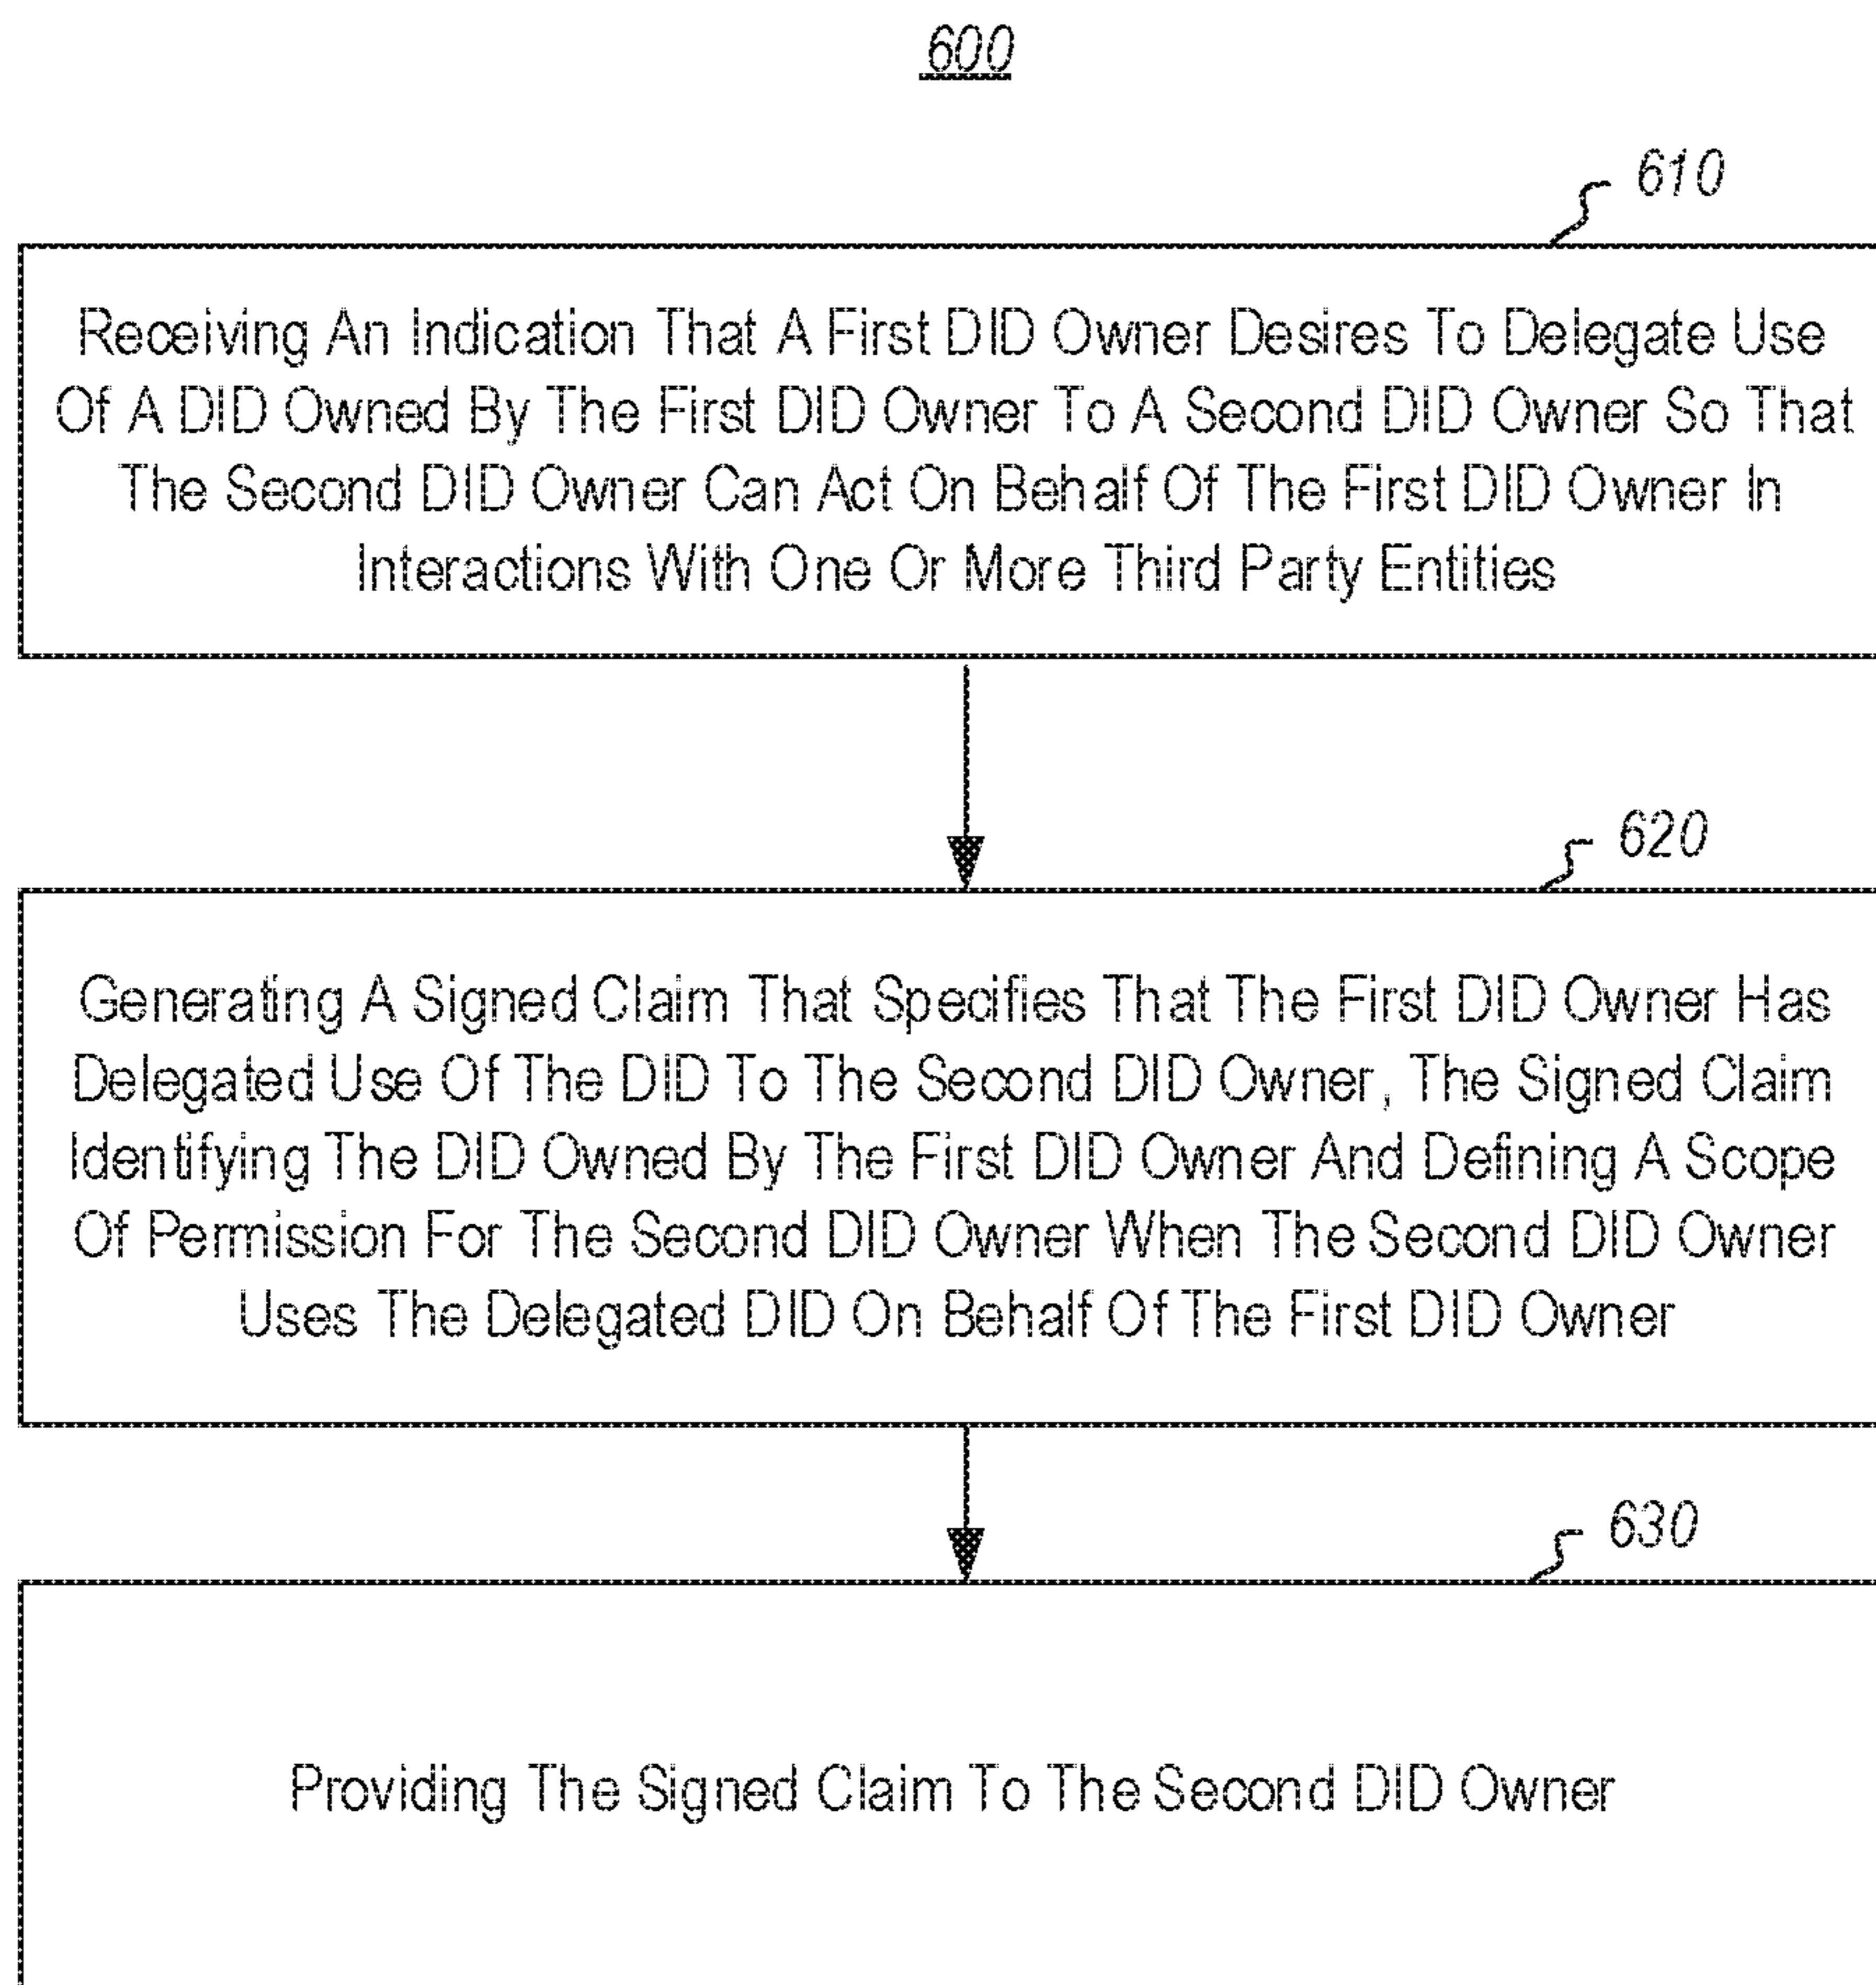 600
610
Receiving An Indication That A First DID Owner Desires To Delegate Use
Of A DID Owned By The First DID Owner To A Second DID Owner So That
The Second DID Owner Can Act On Behalf Of The First DID Owner In
Interactions With One Or More Third Party Entities
620
Generating A Signed Claim That Specifies That The First DID Owner Has
Delegated Use Of The DID To The Second DID Owner, The Signed Claim
Identifying The DID Owned By The First DID Owner And Defining A Scope
Of Permission For The Second DID Owner When The Second DID Owner
Uses The Delegated DID On Behalf Of The First DID Owner
630
Providing The Signed Claim To The Second DID Owner